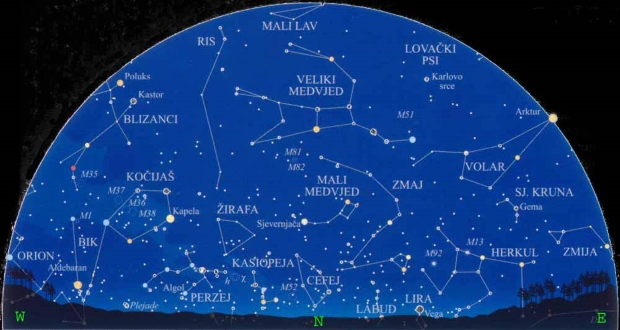 MALI LAV
RIS
LOVAČKI
PSI
Poluks
Karlovo
srce
VELIKI
MEDVJED
Kastor
BLIZANCI
M51
Arktur
M81
M82
VOLAR
M35
KOČIJAŠ
MALI
MEDVJED
ZMAJ
M37
M36
M38
SJ. KRUNA
Gema
M1
Kapela
ŽIRAFA
Sjevernjača
BIK
ORION
M13
M92
HERKUL
ZMIJA
Aldebaran
KASIOPEJA
h
χ
CEFEJ
Algol
M52
PERZEJ
LIRA
Plejade
LABUD
Vega
W
N
E